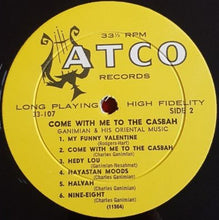 33⅓ RPM
ATCO
RECORDS
LONG PLAYING HIGH FIDELITY
33-107 SIDE 2
COME WITH ME TO THE CASBAH
GANIMIAN & HIS ORIENTAL MUSIC
1. MY FUNNY VALENTINE
(Rodgers-Hart)
2. COME WITH ME TO THE CASBAH
(Charles Ganimian)
3. HEDY LOU
(Ganimian Nesahmet)
4. HAYASTAN MOODS
(Charles Ganimian)
5. HALVAH
(Charles Ganimian)
6. NINE-EIGHT
(Charles Ganimian)
(11504)